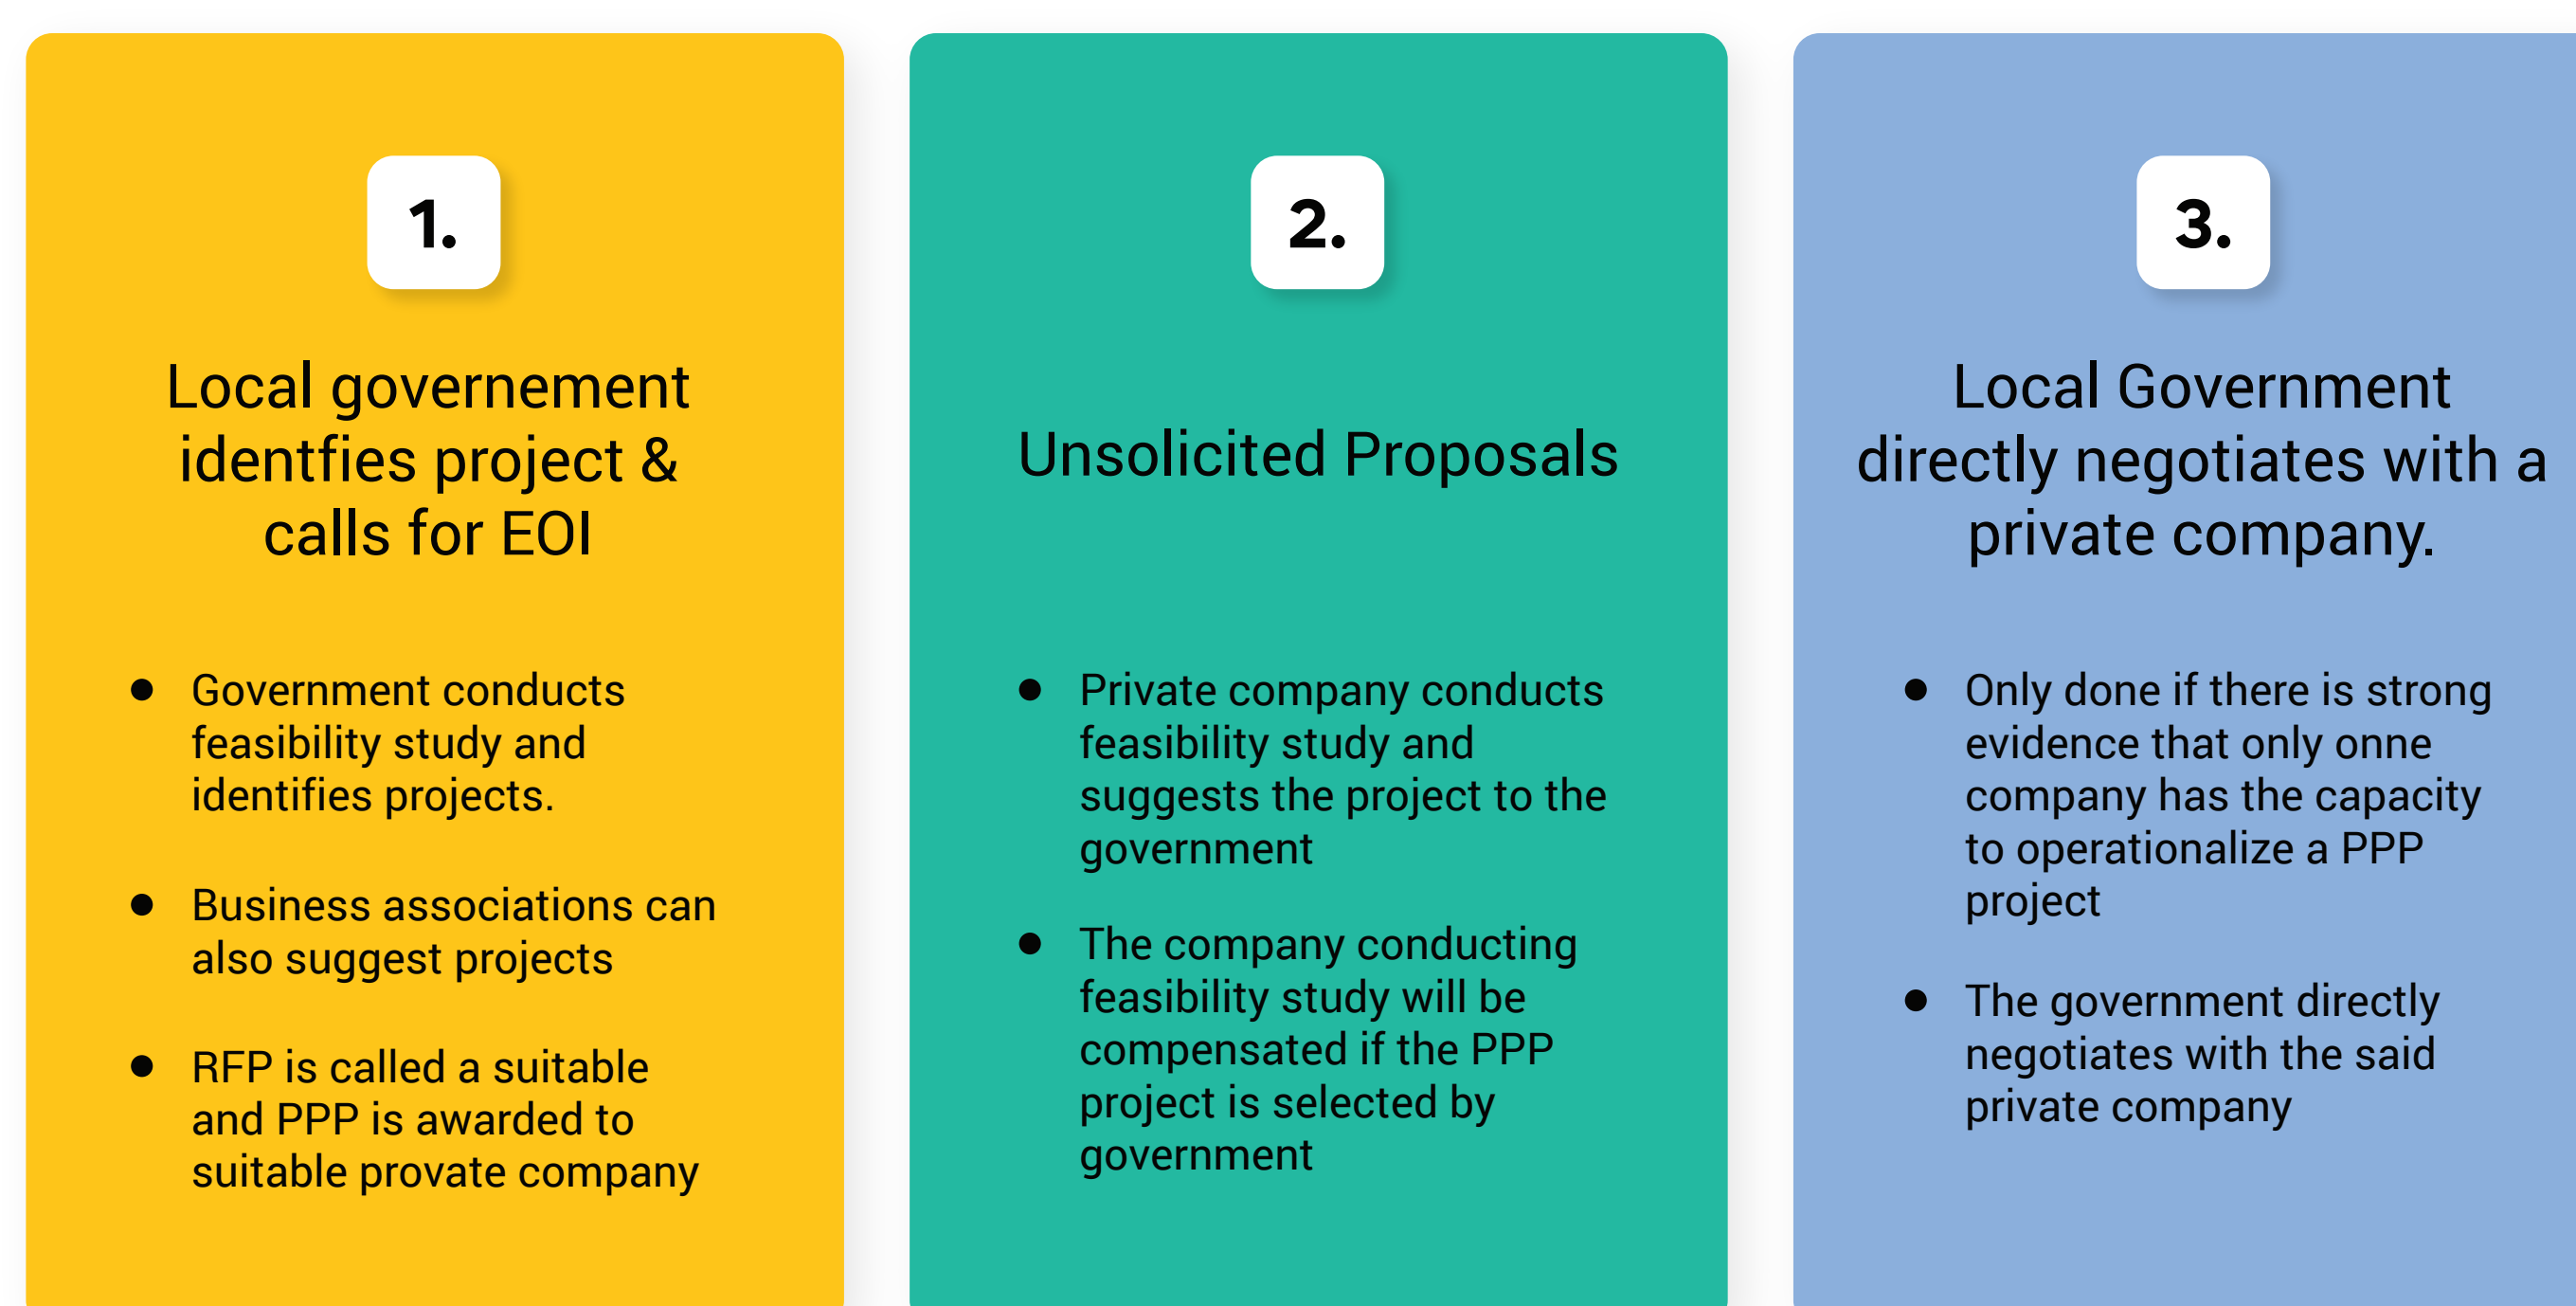 1.
Local governement
identfies project &
calls for EOI
● Government conducts
feasibility study and
identifies projects.
● Business associations can
also suggest projects
● RFP is called a suitable
and PPP is awarded to
suitable provate company
2.
Unsolicited Proposals
● Private company conducts
feasibility study and
suggests the project to the
government
● The company conducting
feasibility study will be
compensated if the PPP
project is selected by
government
3.
Local Government
directly negotiates with a
private company.
● Only done if there is strong
evidence that only onne
company has the capacity
to operationalize a PPP
project
● The government directly
negotiates with the said
private company